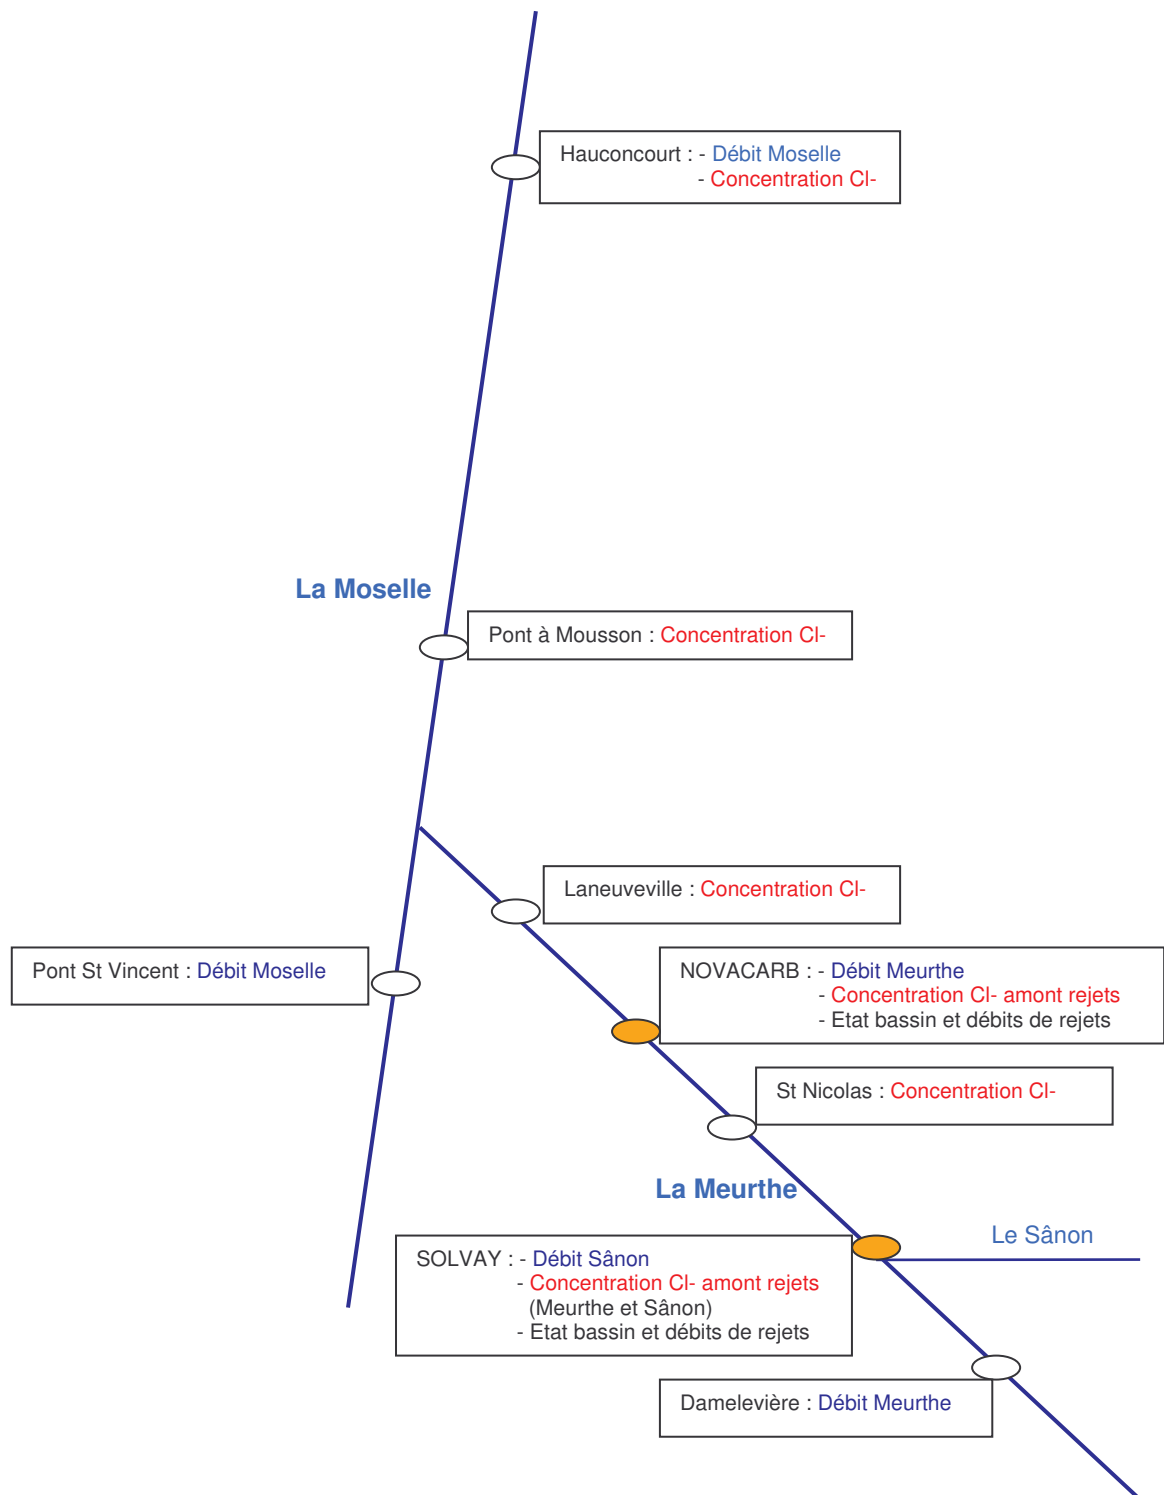 Hauconcourt : - Débit Moselle
- Concentration Cl-
La Moselle
Pont à Mousson : Concentration Cl-
Laneuveville : Concentration Cl-
Pont St Vincent : Débit Moselle
NOVACARB : - Débit Meurthe
- Concentration Cl- amont rejets
- Etat bassin et débits de rejets
St Nicolas : Concentration Cl-
La Meurthe
Le Sânon
SOLVAY : - Débit Sânon
- Concentration Cl- amont rejets
(Meurthe et Sânon)
- Etat bassin et débits de rejets
Damelevière : Débit Meurthe